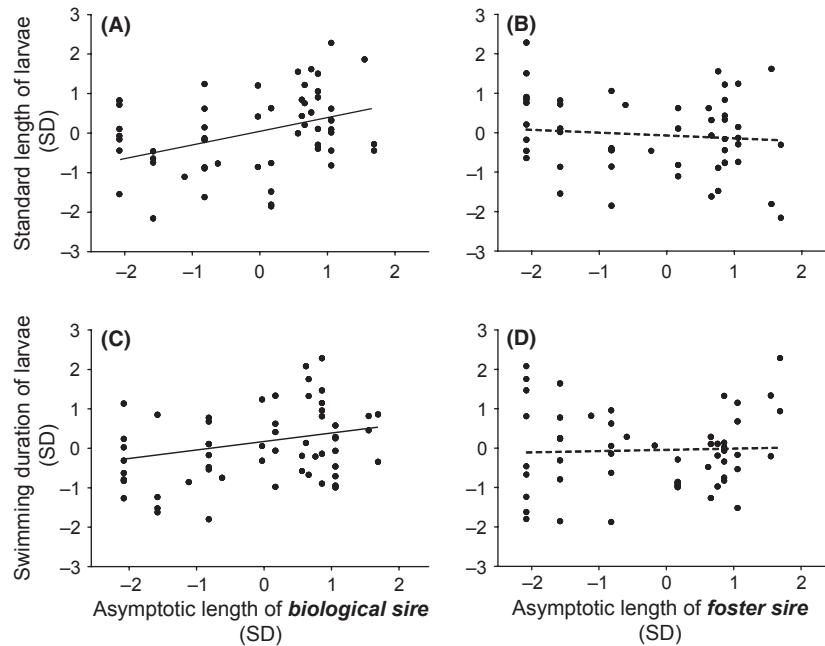 (A)
3
2
1
0
–1
–2
–3
–2 –1 0 1 2
Standard length of larvae
(SD)
(B)
3
2
1
0
–1
–2
–3
–2 –1 0 1 2
(C)
3
2
1
0
–1
–2
–3
–2 –1 0 1 2
Swimming duration of larvae
(SD)
Asymptotic length of biological sire
(SD)
(D)
3
2
1
0
–1
–2
–3
–2 –1 0 1 2
Asymptotic length of foster sire
(SD)